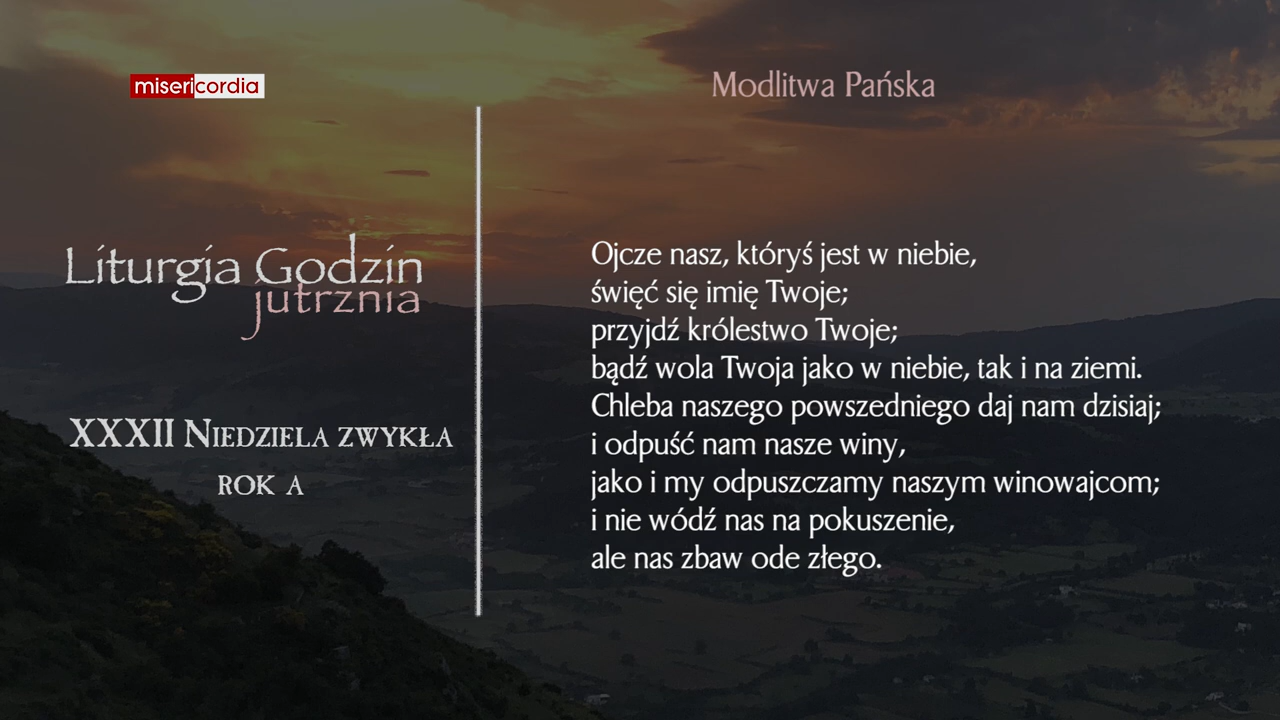 misericordia
Liturgia Godzin
jutrznia
XXXII Niedziela zwykła
rok A
Modlitwa Pańska
Ojcze nasz, któryś jest w niebie,
święć się imię Twoje;
przyjdź królestwo Twoje;
bądź wola Twoja jako w niebie, tak i na ziemi.
Chleba naszego powszedniego daj nam dzisiaj;
i odpuść nam nasze winy,
jako i my odpuszczamy naszym winowajcom;
i nie wódź nas na pokuszenie,
ale nas zbaw ode złego.